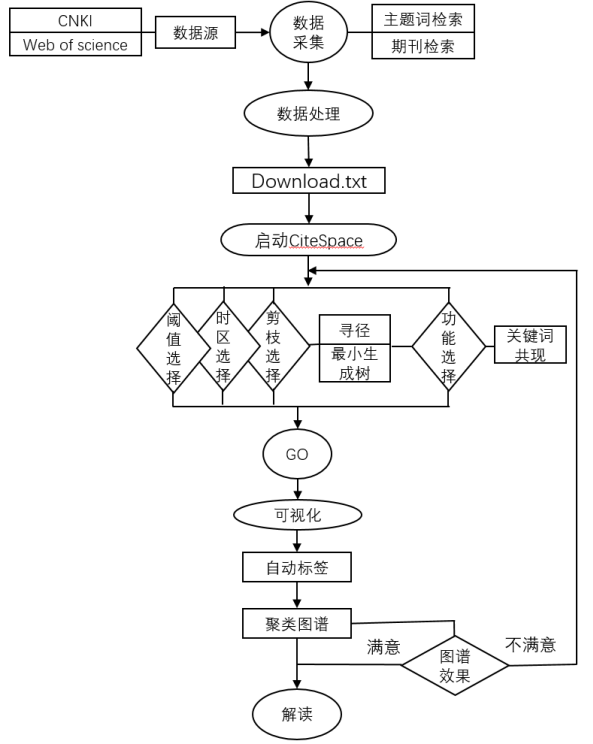 CNKI
Web of science
数据源
数据
采集
主题词检索
期刊检索
数据处理
Download.txt
启动CiteSpace
阈
值
选
择
时
区
选
择
剪
枝
选
择
寻径
最小生
成树
功
能
选
择
关键词
共现
GO
可视化
自动标签
聚类图谱
满意
图谱
效果
不满意
解读